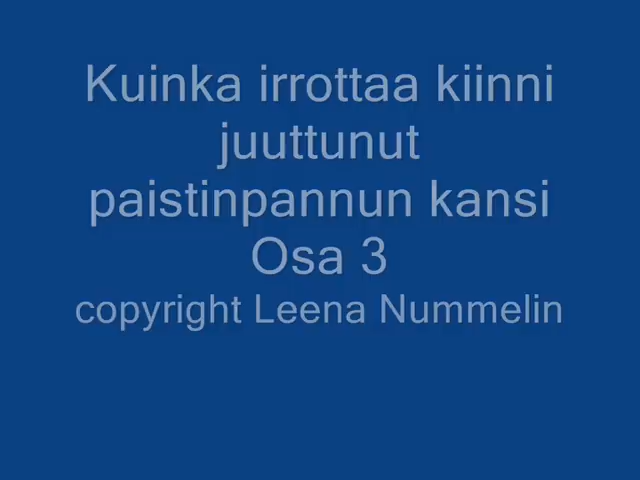 Kuinka irrottaa kiinni
juuttunut
paistinpannun kansi
Osa 3
copyright Leena Nummelin